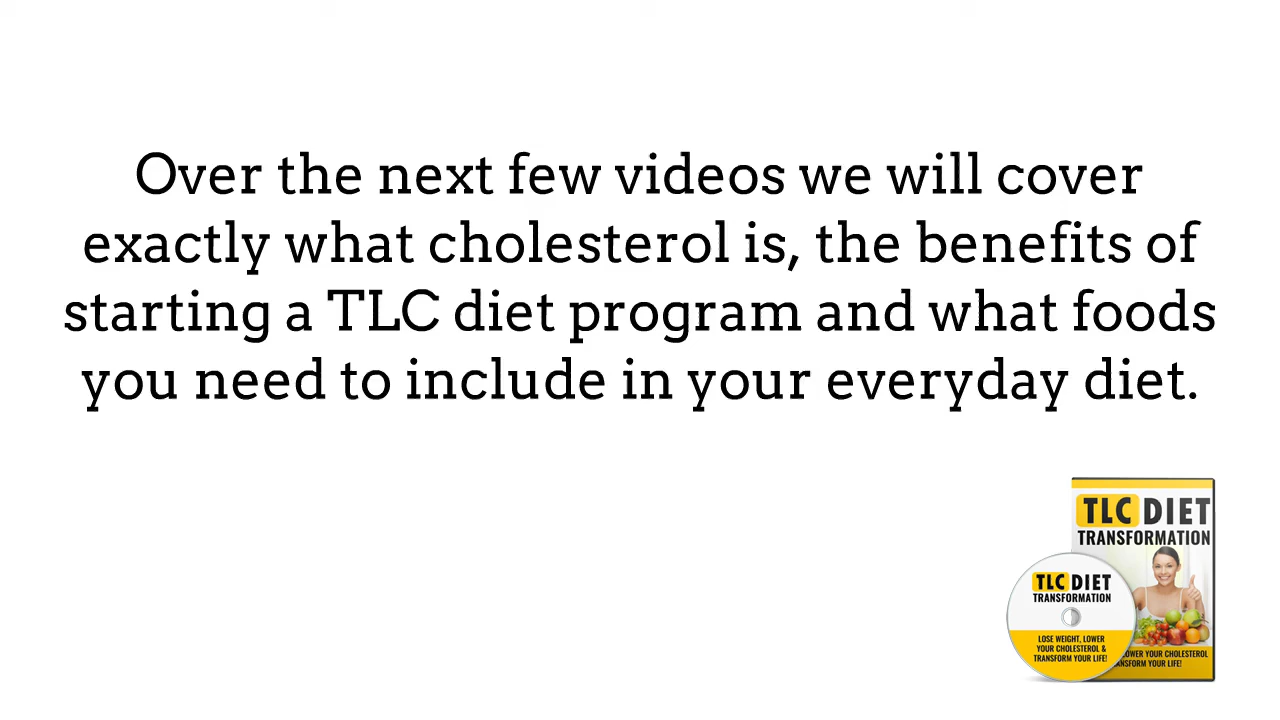 Over the next few videos we will cover
exactly what cholesterol is, the benefits of
starting a TLC diet program and what foods
you need to include in your everyday diet.
TLC DIET
TRANSFORMATION
TLC DIET
TRANSFORMATION
LOSE WEIGHT, LOWER
YOUR CHOLESTEROL &
TRANSFORM YOUR LIFE!
LOWER YOUR CHOLESTEROL
YOUR LIFE!